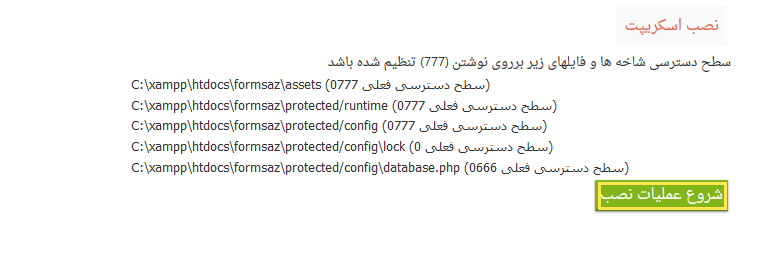 نصب اسکریپت
سطح دسترسی شاخه ها و فایلهای زیر برروی نوشتن (777) تنظیم شده باشد
C:\xampp\htdocs\formsaz\assets (سطح دسترسی فعلی 0777)
C:\xampp\htdocs\formsaz\protected/runtime (سطح دسترسی فعلی 0777)
C:\xampp\htdocs\formsaz\protected/config (سطح دسترسی فعلی 0777)
C:\xampp\htdocs\formsaz\protected/config\lock (سطح دسترسی فعلی 0)
C:\xampp\htdocs\formsaz\protected/config\database.php (سطح دسترسی فعلی 0666)
شروع عملیات نصب